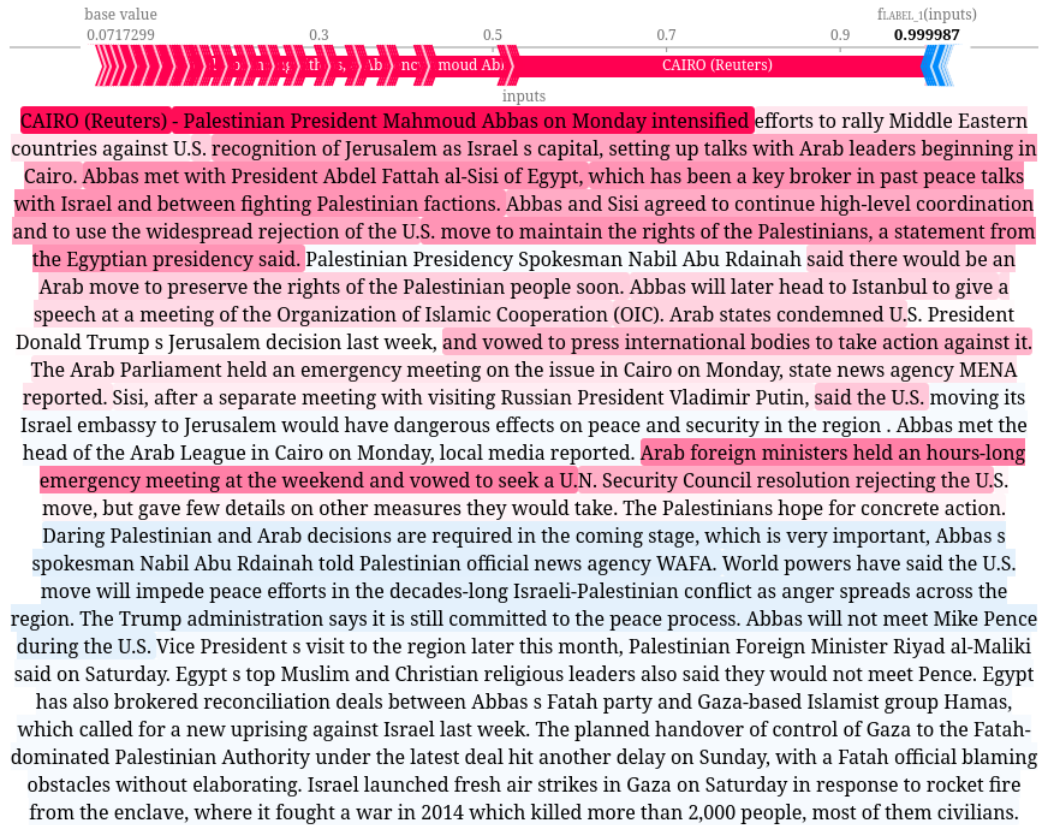 base value
fLABEL_1(inputs)
0.0717299
0.3
0.5
0.7
0.9
0.999987
moud Ab
CAIRO (Reuters)
inputs
CAIRO (Reuters) - Palestinian President Mahmoud Abbas on Monday intensified efforts to rally Middle Eastern
countries against U.S. recognition of Jerusalem as Israel s capital, setting up talks with Arab leaders beginning in
Cairo. Abbas met with President Abdel Fattah al-Sisi of Egypt, which has been a key broker in past peace talks
with Israel and between fighting Palestinian factions. Abbas and Sisi agreed to continue high-level coordination
and to use the widespread rejection of the U.S. move to maintain the rights of the Palestinians, a statement from
the Egyptian presidency said. Palestinian Presidency Spokesman Nabil Abu Rdainah said there would be an
Arab move to preserve the rights of the Palestinian people soon. Abbas will later head to Istanbul to give a
speech at a meeting of the Organization of Islamic Cooperation (OIC). Arab states condemned U.S. President
Donald Trump s Jerusalem decision last week, and vowed to press international bodies to take action against it.
The Arab Parliament held an emergency meeting on the issue in Cairo on Monday, state news agency MENA
reported. Sisi, after a separate meeting with visiting Russian President Vladimir Putin, said the U.S. moving its
Israel embassy to Jerusalem would have dangerous effects on peace and security in the region . Abbas met the
head of the Arab League in Cairo on Monday, local media reported. Arab foreign ministers held an hours-long
emergency meeting at the weekend and vowed to seek a U.N. Security Council resolution rejecting the U.S.
move, but gave few details on other measures they would take. The Palestinians hope for concrete action.
Daring Palestinian and Arab decisions are required in the coming stage, which is very important, Abbas s
spokesman Nabil Abu Rdainah told Palestinian official news agency WAFA. World powers have said the U.S.
move will impede peace efforts in the decades-long Israeli-Palestinian conflict as anger spreads across the
region. The Trump administration says it is still committed to the peace process. Abbas will not meet Mike Pence
during the U.S. Vice President s visit to the region later this month, Palestinian Foreign Minister Riyad al-Maliki
said on Saturday. Egypt s top Muslim and Christian religious leaders also said they would not meet Pence. Egypt
has also brokered reconciliation deals between Abbas s Fatah party and Gaza-based Islamist group Hamas,
which called for a new uprising against Israel last week. The planned handover of control of Gaza to the Fatah-
dominated Palestinian Authority under the latest deal hit another delay on Sunday, with a Fatah official blaming
obstacles without elaborating. Israel launched fresh air strikes in Gaza on Saturday in response to rocket fire
from the enclave, where it fought a war in 2014 which killed more than 2,000 people, most of them civilians.